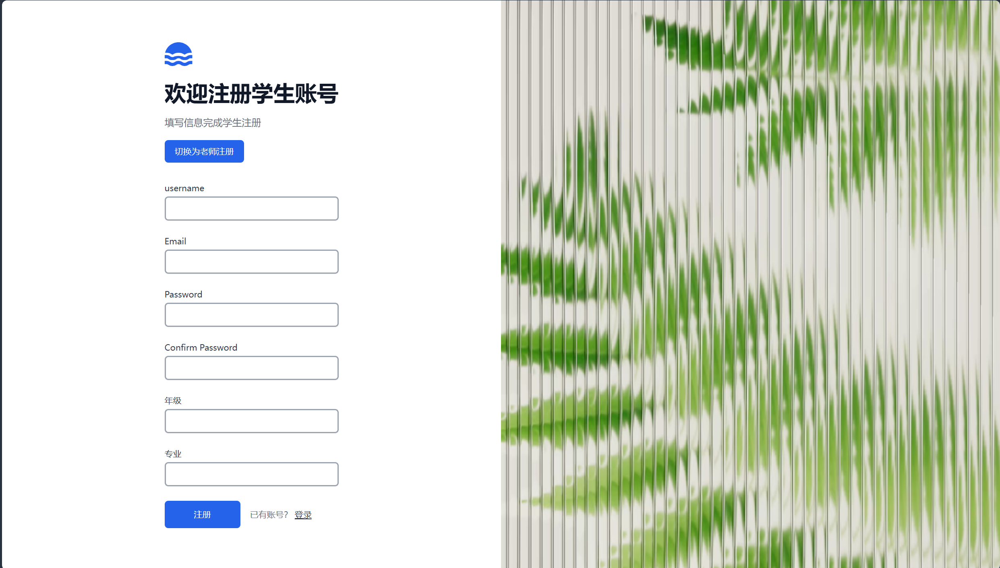 欢迎注册学生账号
填写信息完成学生注册
切换为老师注册
username
Email
Password
Confirm Password
年级
专业
注册
已有账号? 登录